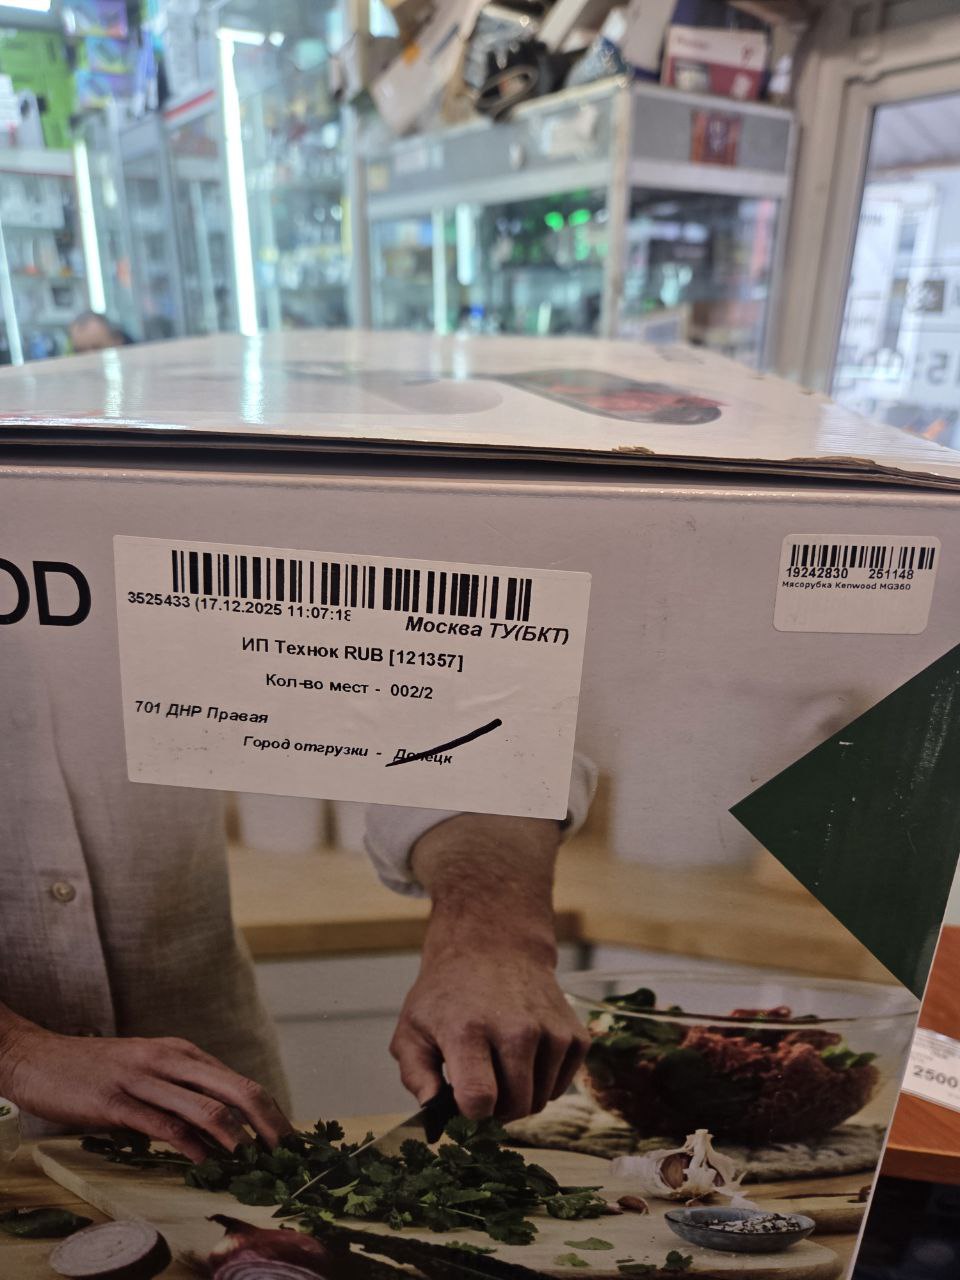 OD
3525433 (17.12.2025 11:07:18
Москва ТУ(БКТ)
ИП Технок RUB [121357]
Кол-во мест - 002/2
701 ДНР Правая
Город отгрузки - Донецк
19242830 251148
Мясорубка Kenwood MG360
2500